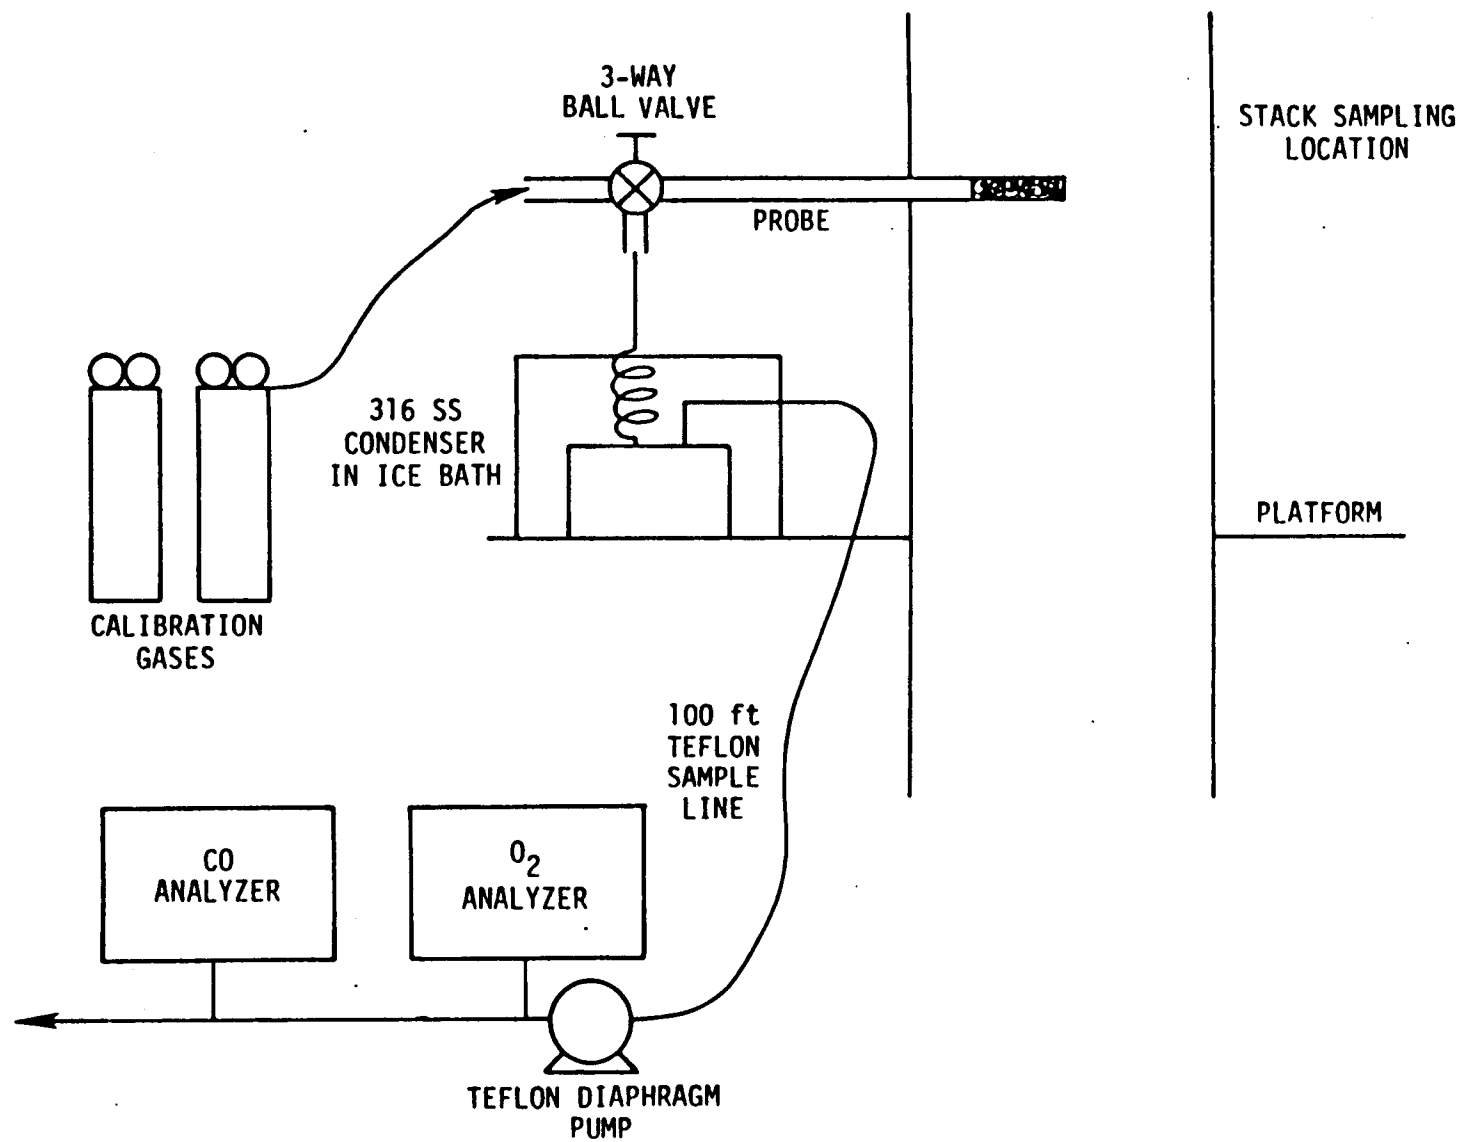 3-WAY
BALL VALVE
STACK SAMPLING
LOCATION
PROBE
316 SS
CONDENSER
IN ICE BATH
PLATFORM
CALIBRATION
GASES
100 ft
TEFLON
SAMPLE
LINE
CO
ANALYZER
O2
ANALYZER
TEFLON DIAPHRAGM
PUMP